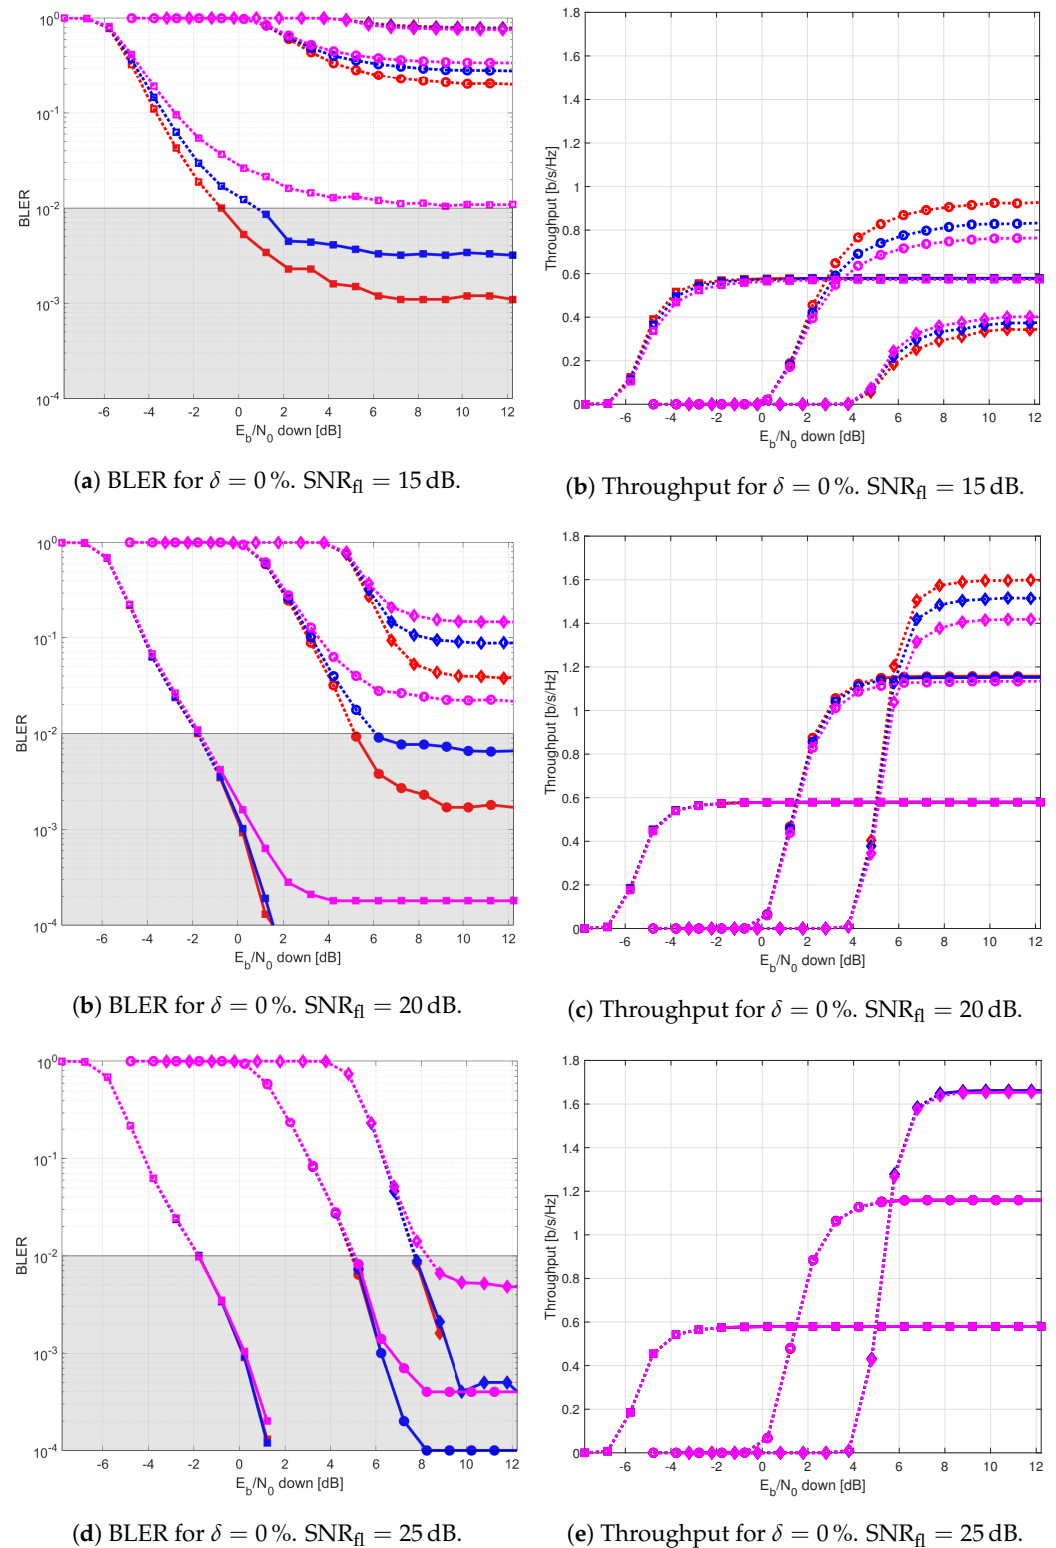 10^0
10^-1
10^-2
10^-3
10^-4
BLER
-6 -4 -2 0 2 4 6 8 10 12
E_b/N_0 down [dB]
(a) BLER for δ = 0 %. SNR_fl = 15 dB.
1.8
1.6
1.4
1.2
1
0.8
0.6
0.4
0.2
0
Throughput [b/s/Hz]
-6 -4 -2 0 2 4 6 8 10 12
E_b/N_0 down [dB]
(b) Throughput for δ = 0 %. SNR_fl = 15 dB.
10^0
10^-1
10^-2
10^-3
10^-4
BLER
-6 -4 -2 0 2 4 6 8 10 12
E_b/N_0 down [dB]
(b) BLER for δ = 0 %. SNR_fl = 20 dB.
1.8
1.6
1.4
1.2
1
0.8
0.6
0.4
0.2
0
Throughput [b/s/Hz]
-6 -4 -2 0 2 4 6 8 10 12
E_b/N_0 down [dB]
(c) Throughput for δ = 0 %. SNR_fl = 20 dB.
10^0
10^-1
10^-2
10^-3
10^-4
BLER
-6 -4 -2 0 2 4 6 8 10 12
E_b/N_0 down [dB]
(d) BLER for δ = 0 %. SNR_fl = 25 dB.
1.8
1.6
1.4
1.2
1
0.8
0.6
0.4
0.2
0
Throughput [b/s/Hz]
-6 -4 -2 0 2 4 6 8 10 12
E_b/N_0 down [dB]
(e) Throughput for δ = 0 %. SNR_fl = 25 dB.